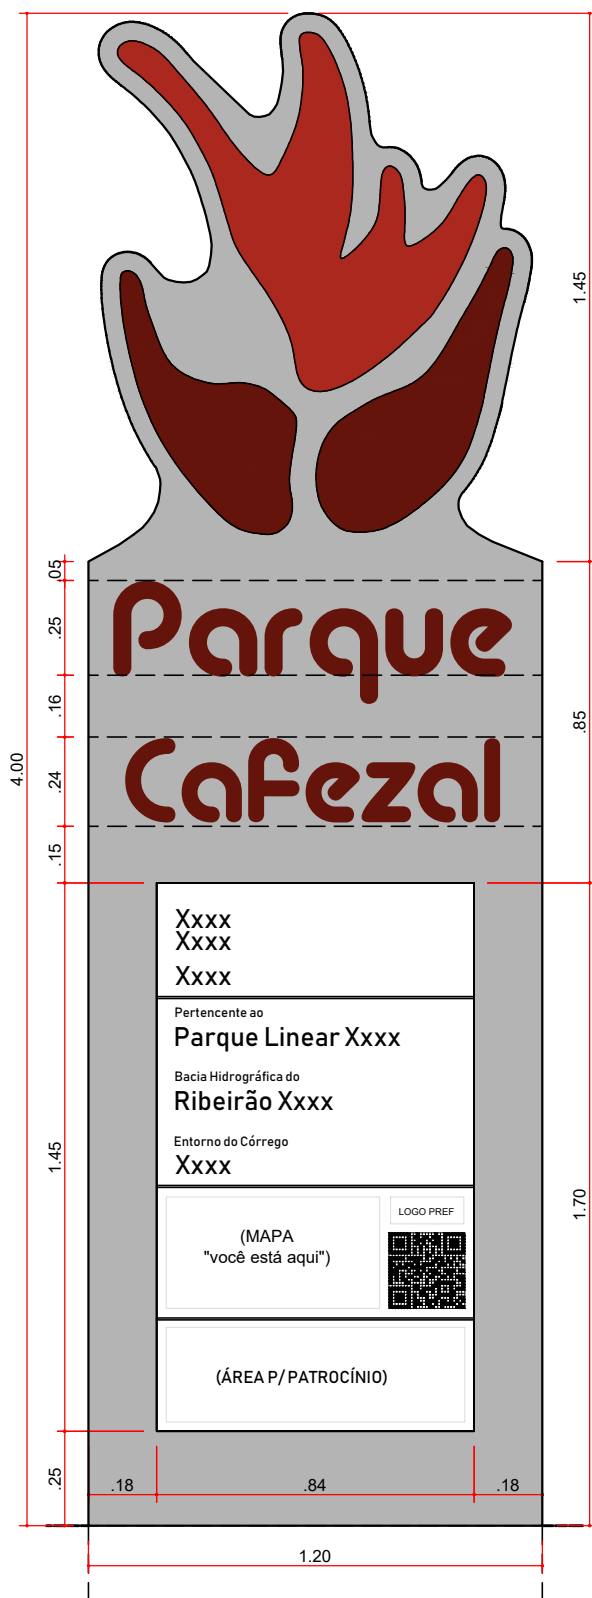 1.45
.05
.25
Parque
.16
.85
4.00
Cafezal
.24
.15
Xxxx
Xxxx
Xxxx
Pertencente ao
Parque Linear Xxxx
Bacia Hidrográfica do
Ribeirão Xxxx
Entorno do Córrego
Xxxx
1.45
1.70
(MAPA
"você está aqui")
LOGO PREF
(ÁREA P/ PATROCÍNIO)
.25
.18
.84
.18
1.20